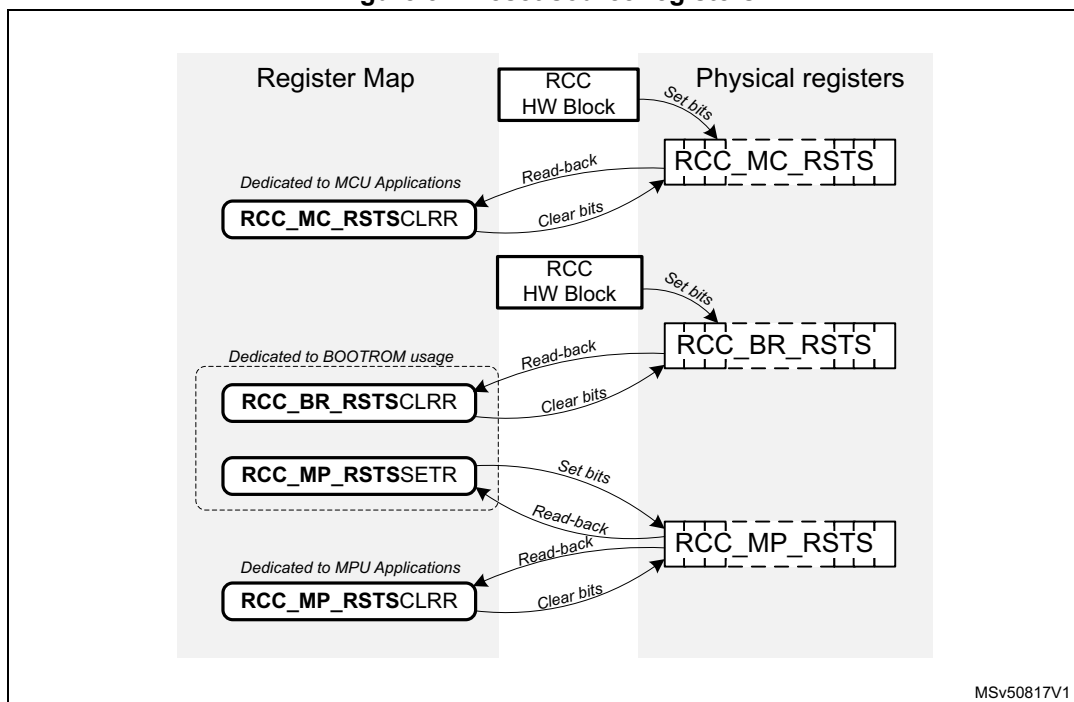 Register Map
RCC
HW Block
Physical registers
Set bits
RCC_MC_RSTS
Read-back
Dedicated to MCU Applications
RCC_MC_RSTSCLRR
Clear bits
RCC
HW Block
Set bits
RCC_BR_RSTS
Dedicated to BOOTROM usage
Read-back
RCC_BR_RSTSCLRR
Clear bits
RCC_MP_RSTSSETR
Set bits
Read-back
RCC_MP_RSTS
Read-back
Dedicated to MPU Applications
RCC_MP_RSTSCLRR
Clear bits
MSv50817V1